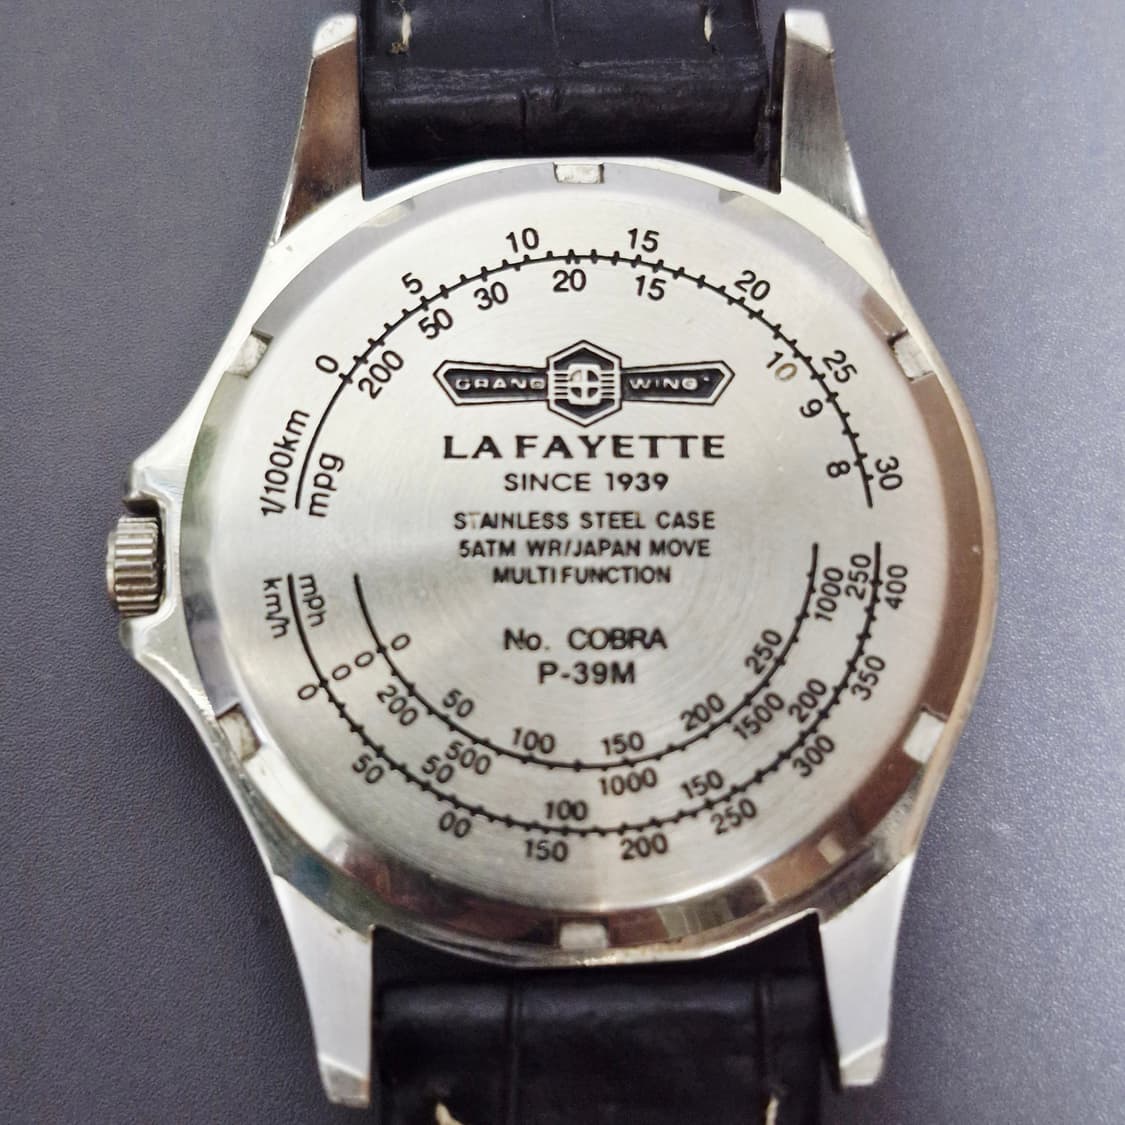 0 5 10 15 20 25 30
1/100km
200 50 30 20 15 10 9 8
mpg
GRAND WING
LA FAYETTE
SINCE 1939
STAINLESS STEEL CASE
5ATM WR/JAPAN MOVE
MULTIFUNCTION
No. COBRA
P-39M
0 50 100 150 200 250
0 200 500 1000 1500 1000
mph
0 50 100 150 200 250
km/h
0 50 00 150 200 250 300 350 400